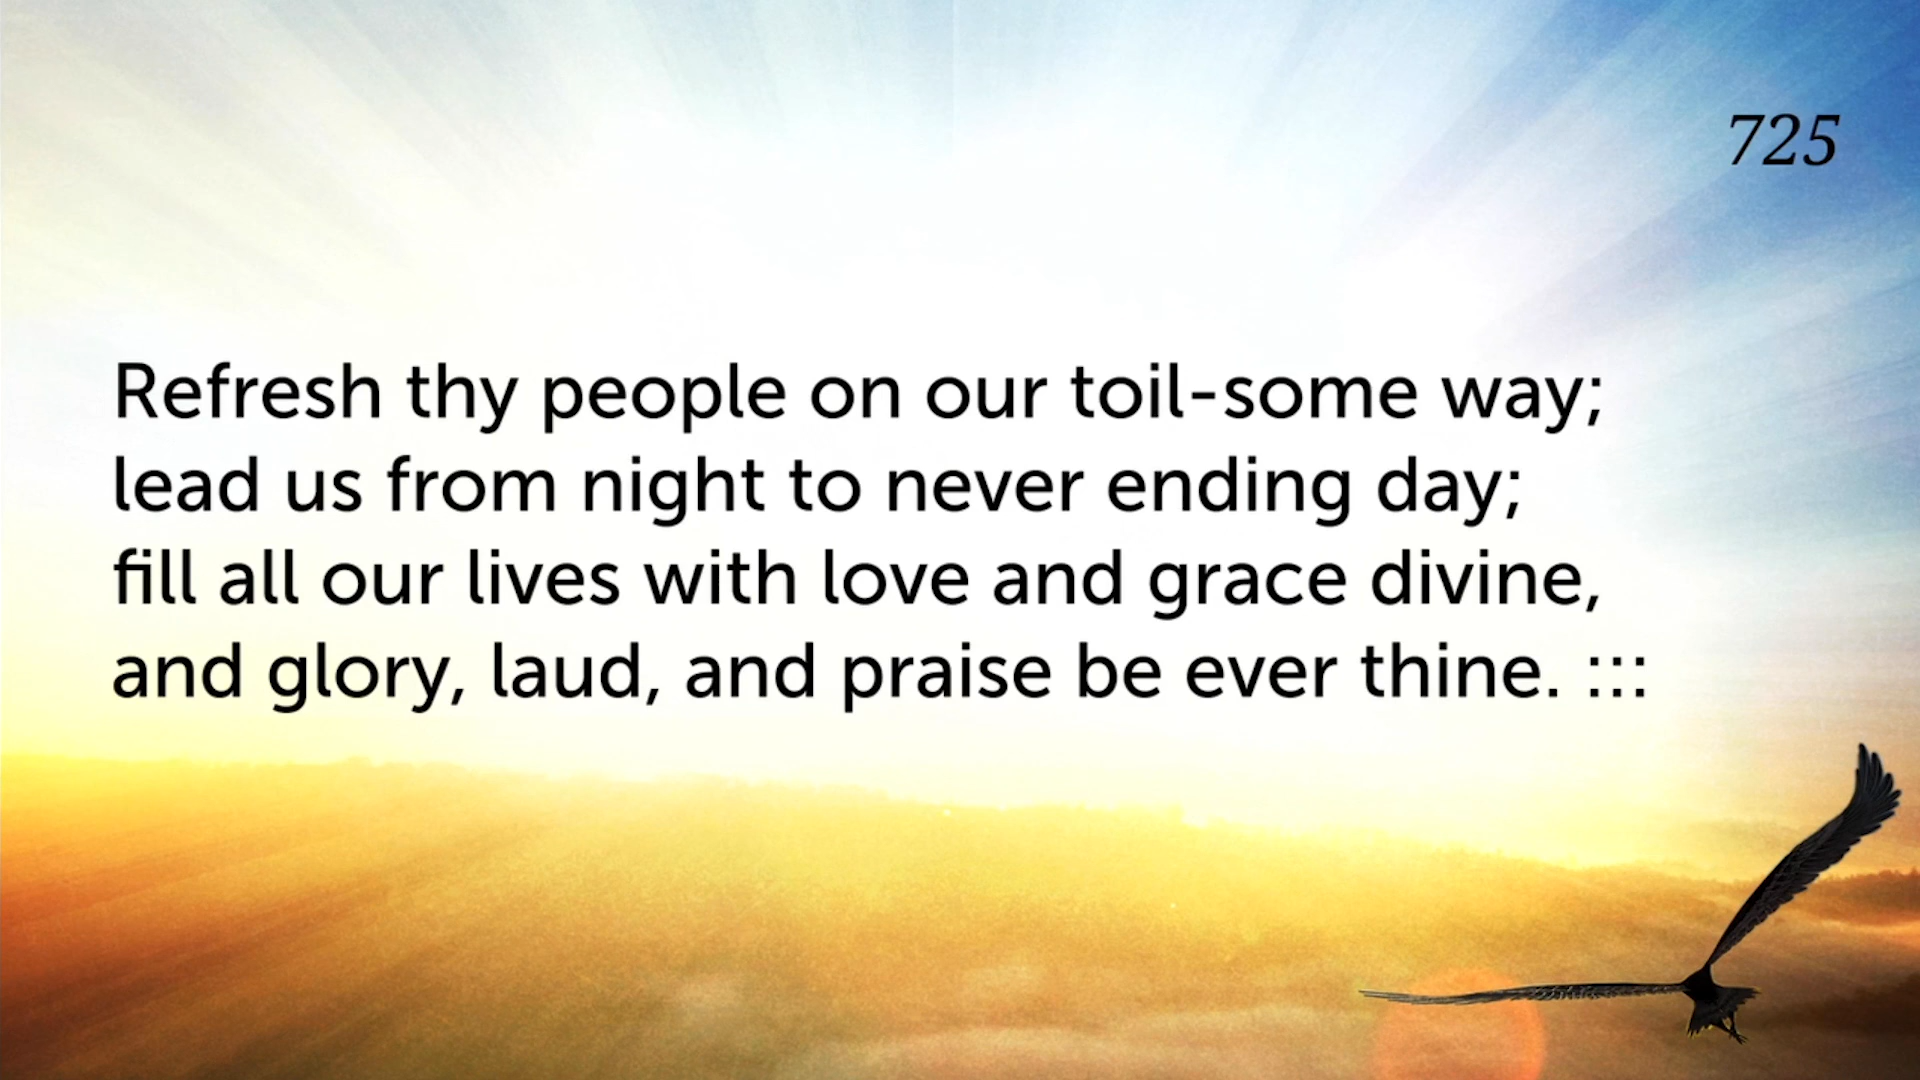 725
Refresh thy people on our toil-some way;
lead us from night to never ending day;
fill all our lives with love and grace divine,
and glory, laud, and praise be ever thine. :::